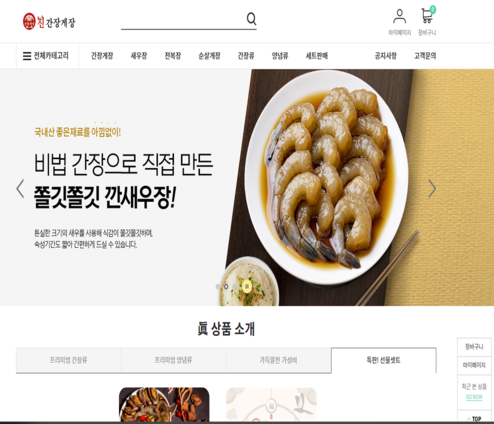 진간장게장
마이페이지
장바구니
0
전체카테고리
간장게장
새우장
전복장
순살게장
간장류
양념류
세트판매
공지사항
고객문의
국내산 좋은재료를 아낌없이!
비법 간장으로 직접 만든
쫄깃쫄깃 깐새우장!
튼실한 크기의 새우를 사용해 식감이 쫄깃쫄깃하며,
숙성기간도 짧아 간편하게 드실 수 있습니다.
眞 상품 소개
프리미엄 간장류
프리미엄 양념류
가득할만 가성비
특판! 선물셋트
장바구니
마이페이지
최근 본 상품
GO NOW
TOP